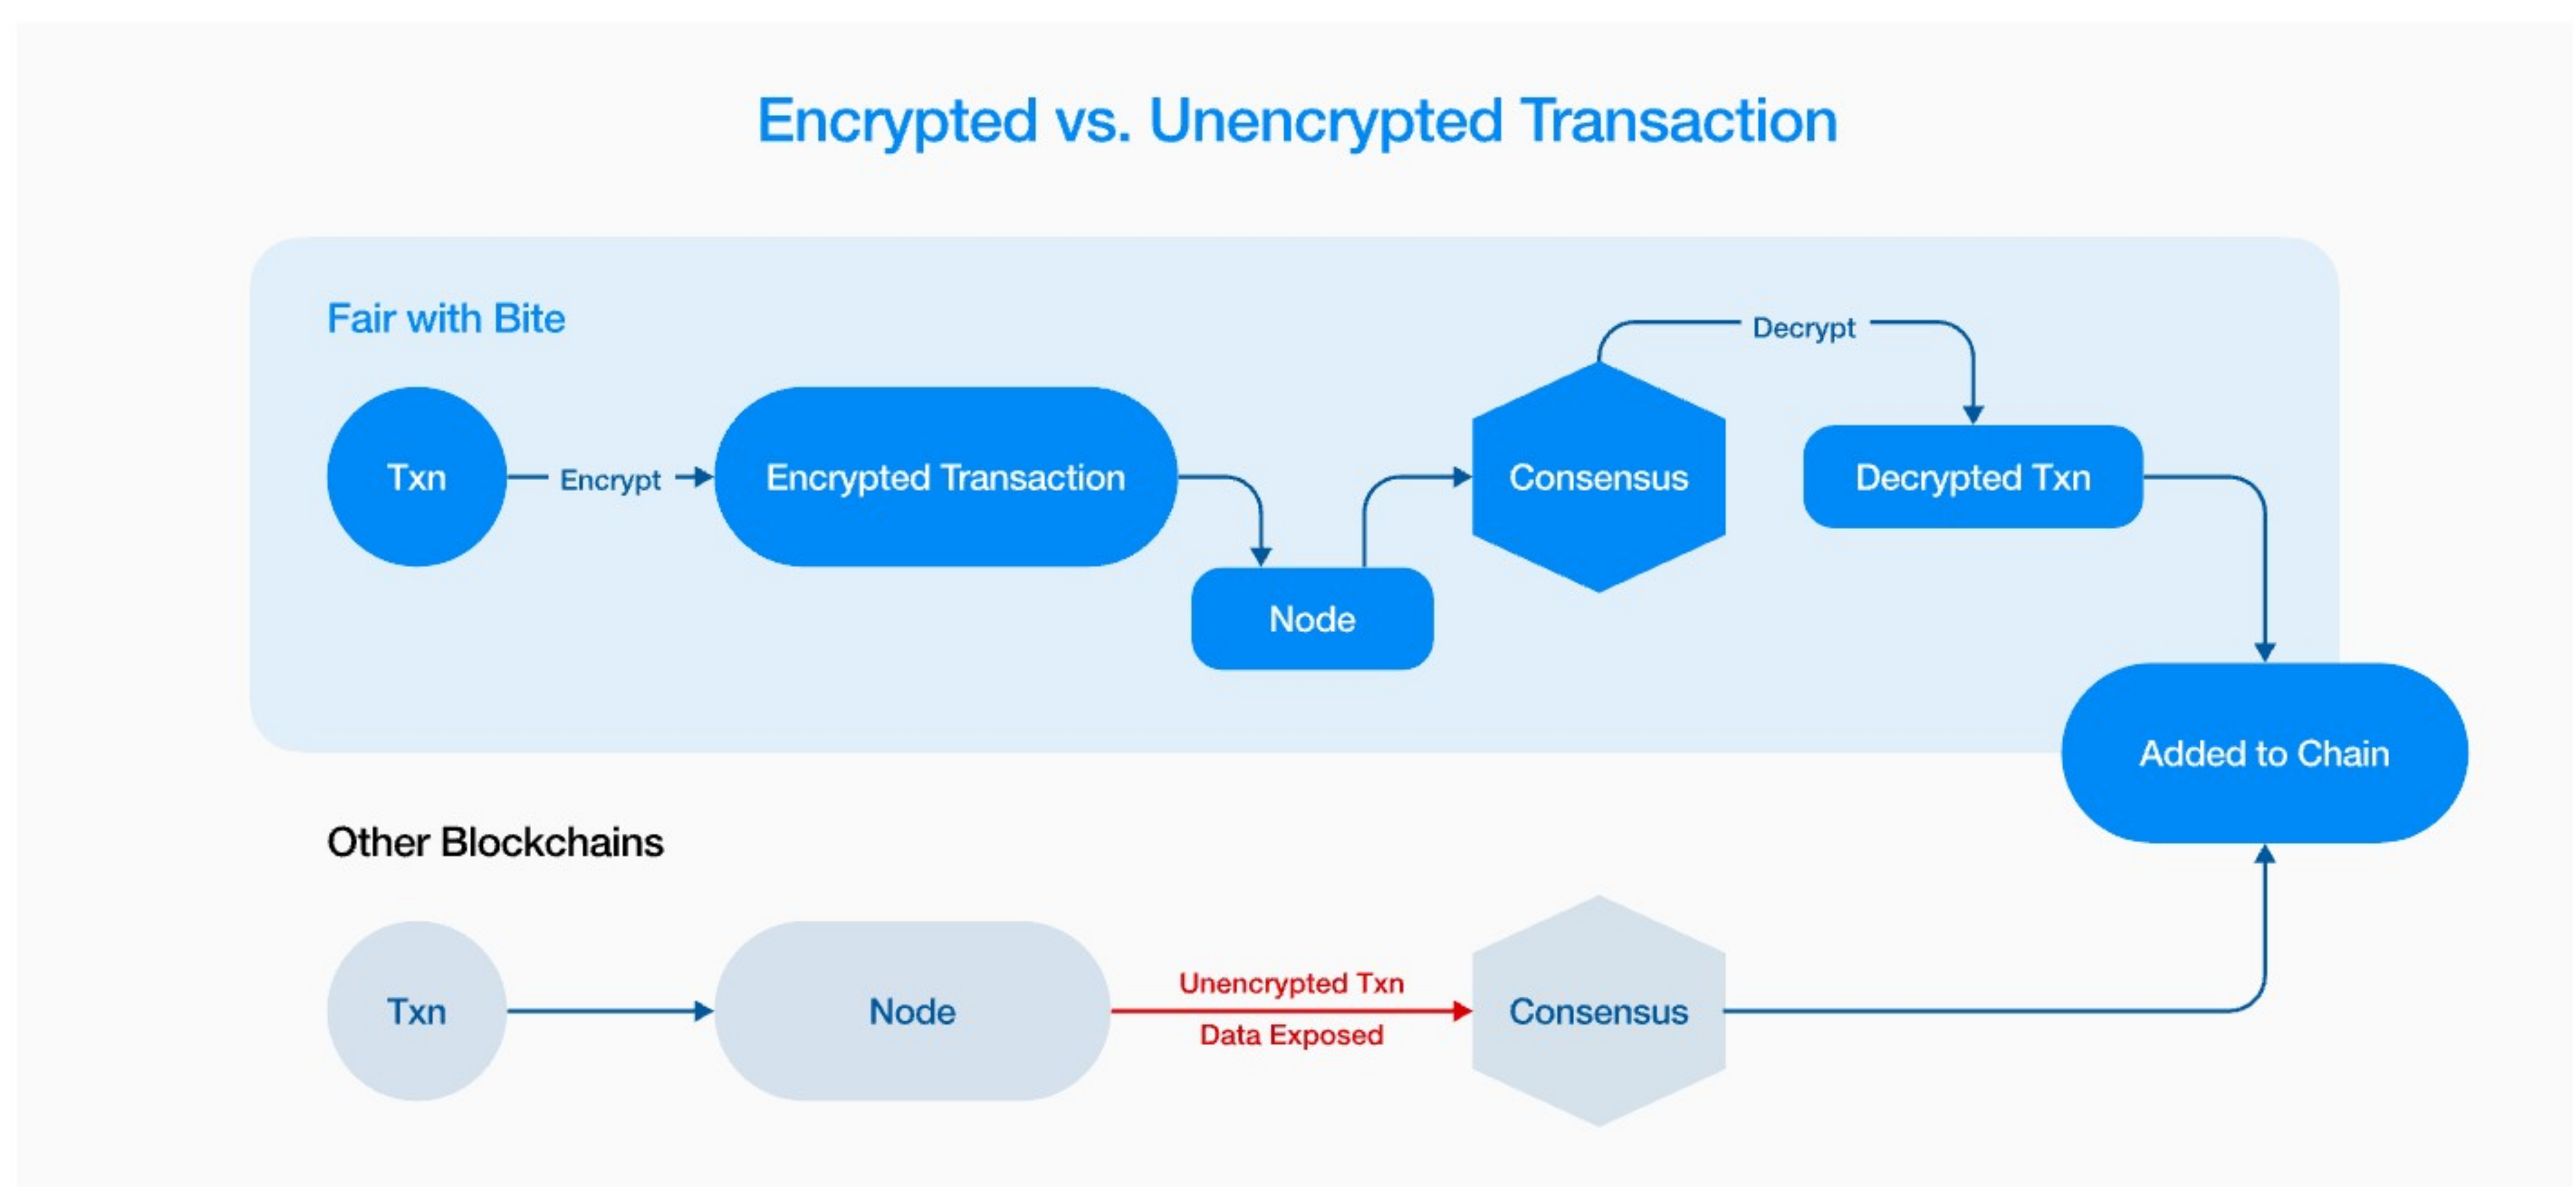 Encrypted vs. Unencrypted Transaction
Fair with Bite
Txn
Encrypt
Encrypted Transaction
Node
Consensus
Decrypt
Decrypted Txn
Added to Chain
Other Blockchains
Txn
Node
Unencrypted Txn
Data Exposed
Consensus